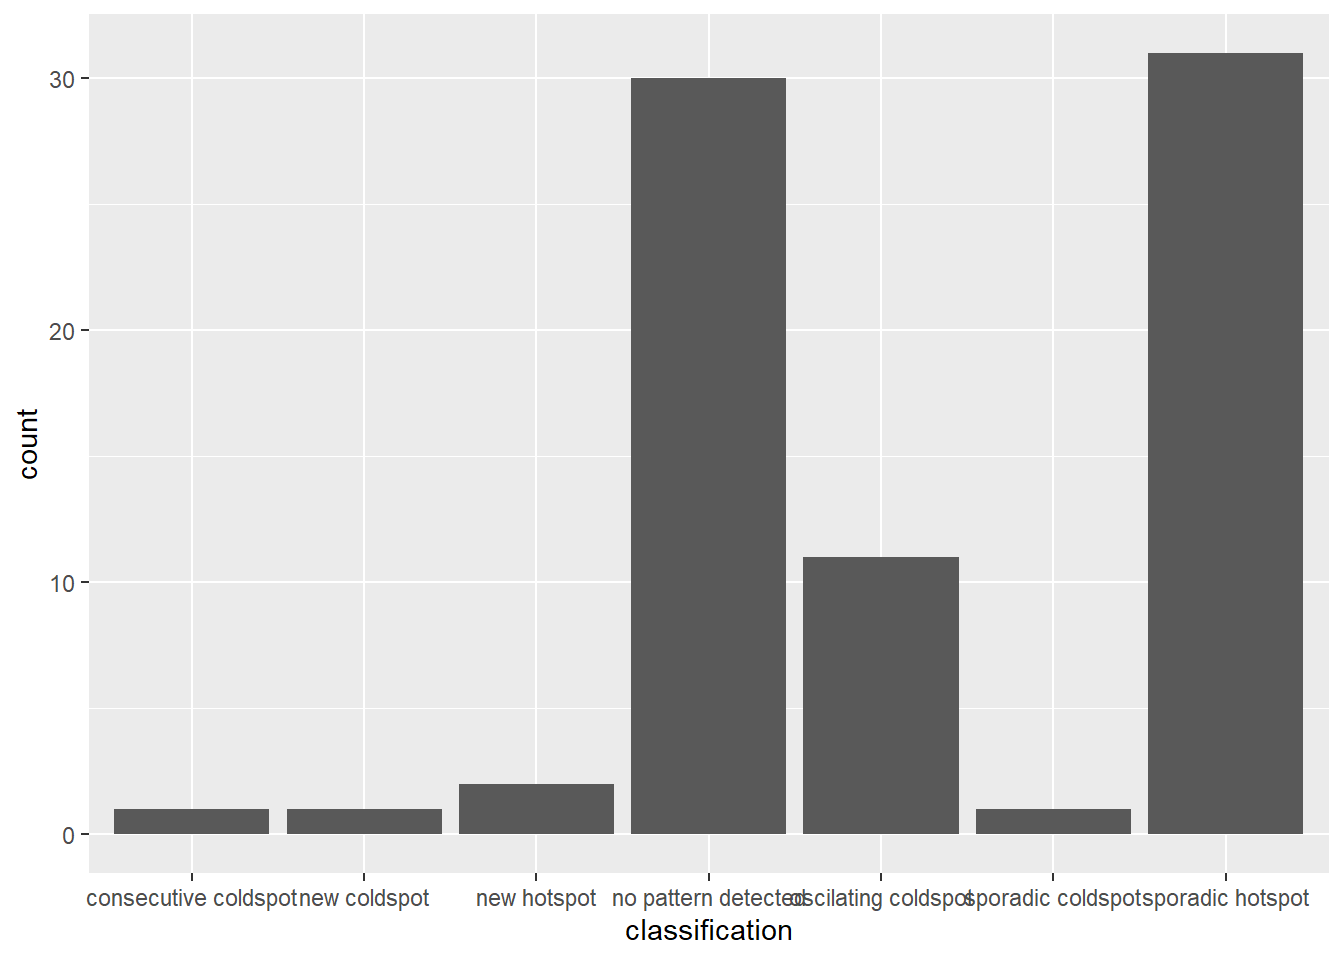 30
20
10
0
count
consecutive coldspot
new coldspot
new hotspot
no pattern detected
oscilating coldspot
sporadic coldspot
sporadic hotspot
classification